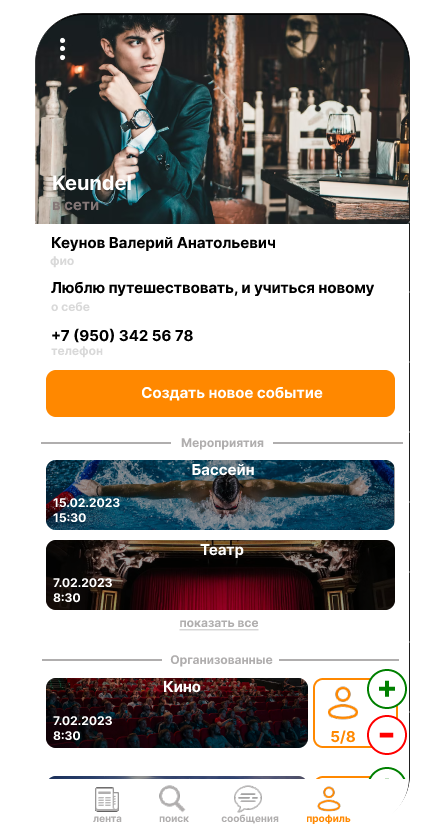 Keunder
в сети
Кеунов Валерий Анатольевич
фио
Люблю путешествовать, и учиться новому
о себе
+7 (950) 342 56 78
телефон
Создать новое событие
Мероприятия
Бассейн
15.02.2023
15:30
Театр
7.02.2023
8:30
показать все
Организованные
Кино
7.02.2023
8:30
5/8
лента
поиск
сообщения
профиль